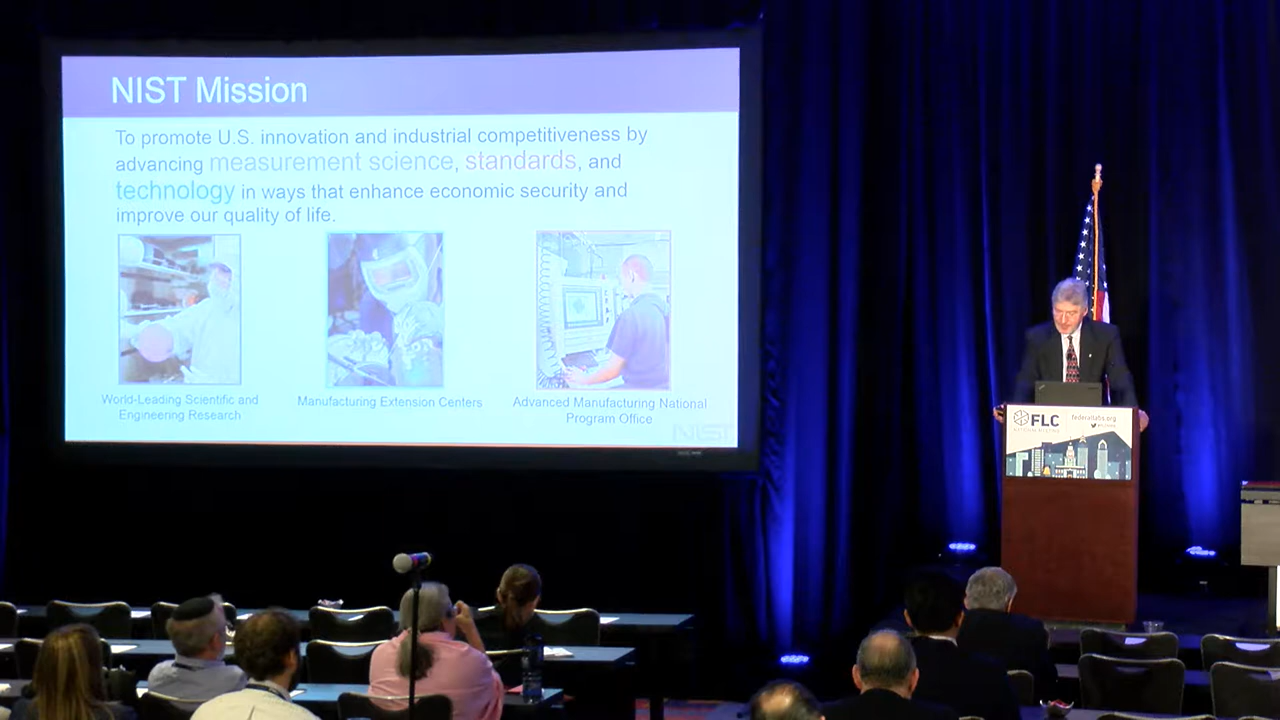 NIST Mission
To promote U.S. innovation and industrial competitiveness by
advancing measurement science, standards, and
technology in ways that enhance economic security and
improve our quality of life.
World-Leading Scientific and
Engineering Research
Manufacturing Extension Centers
Advanced Manufacturing National
Program Office
NIST
FLC
federallabs.org